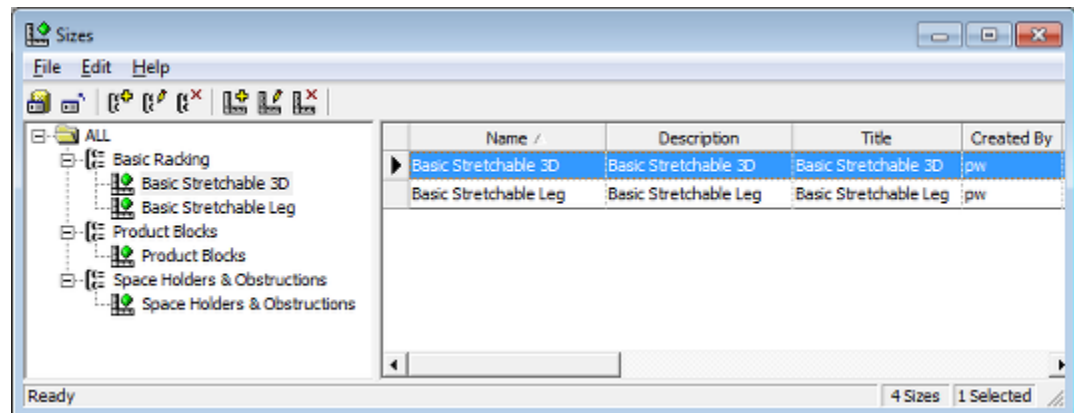 Sizes
File Edit Help
ALL
Basic Racking
Basic Stretchable 3D
Basic Stretchable Leg
Product Blocks
Product Blocks
Space Holders & Obstructions
Space Holders & Obstructions
Name Description Title Created By
Basic Stretchable 3D Basic Stretchable 3D Basic Stretchable 3D pw
Basic Stretchable Leg Basic Stretchable Leg Basic Stretchable Leg pw
Ready 4 Sizes 1 Selected